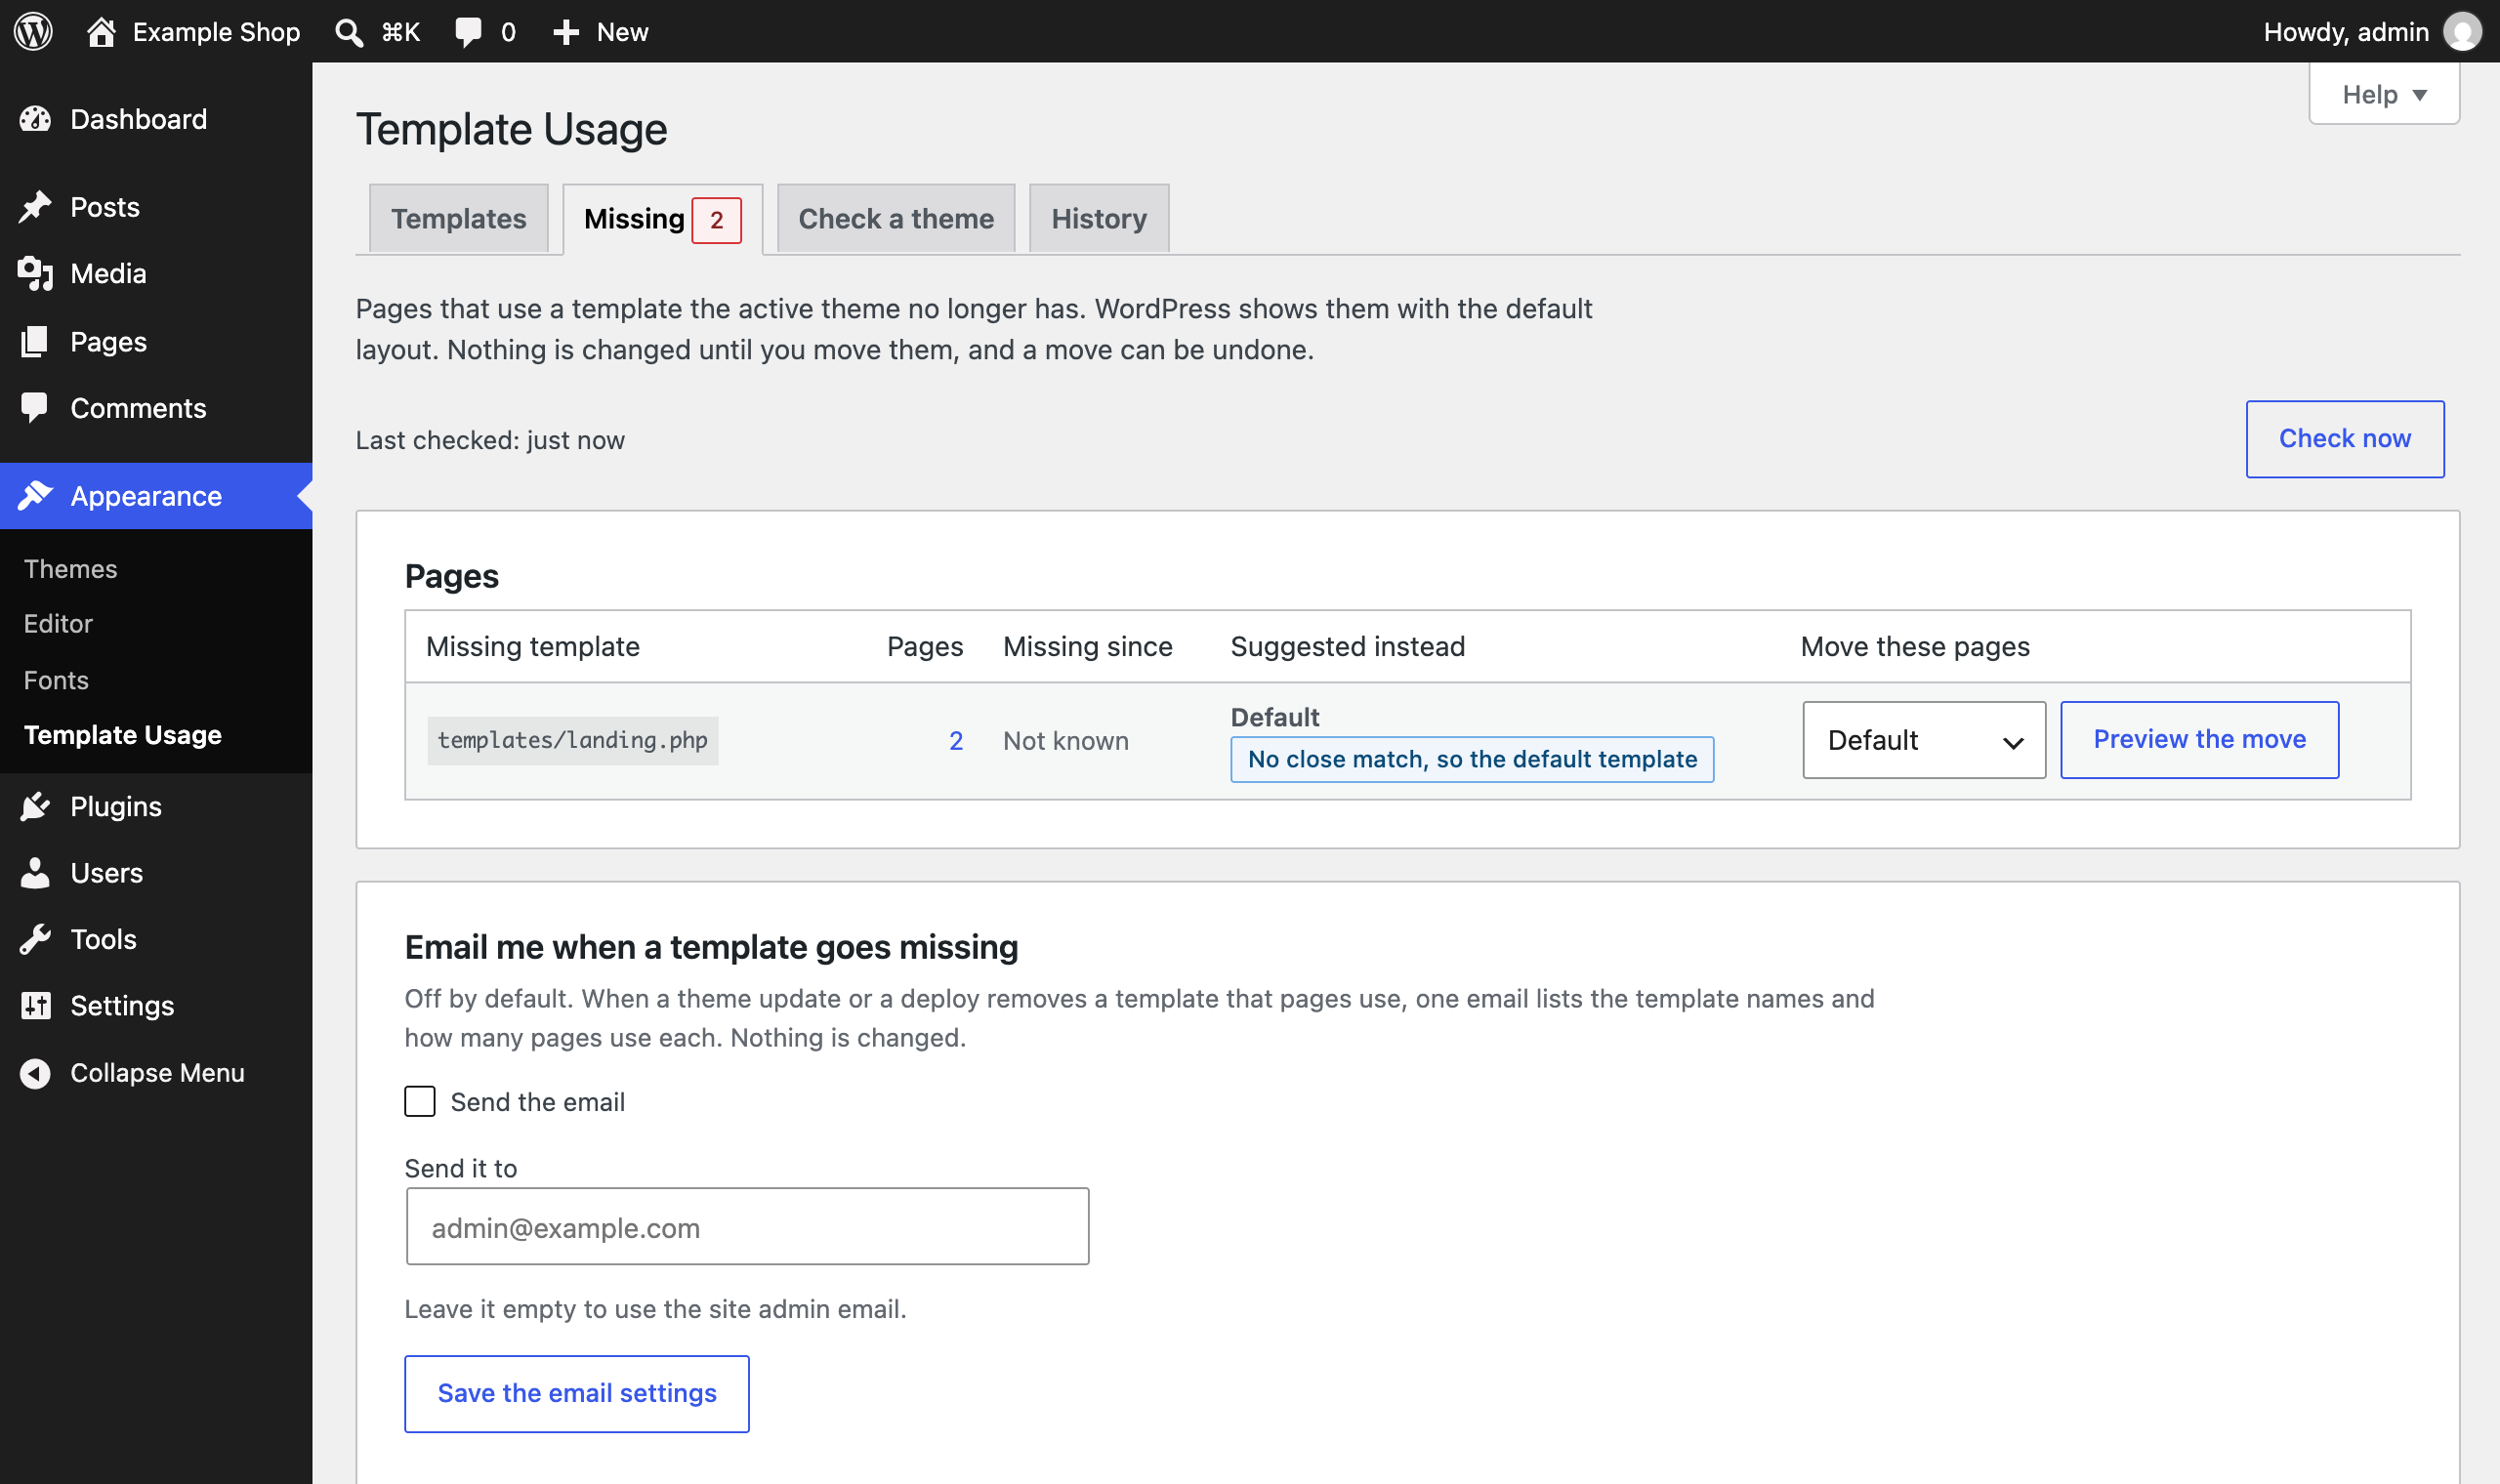 Example Shop
⌘K
0
New
Howdy, admin
Help
Dashboard
Posts
Media
Pages
Comments
Appearance
Themes
Editor
Fonts
Template Usage
Plugins
Users
Tools
Settings
Collapse Menu
Template Usage
Templates
Missing 2
Check a theme
History
Pages that use a template the active theme no longer has. WordPress shows them with the default
layout. Nothing is changed until you move them, and a move can be undone.
Last checked: just now
Check now
Pages
Missing template Pages Missing since Suggested instead Move these pages
templates/landing.php 2 Not known
Default
No close match, so the default template
Default
Preview the move
Email me when a template goes missing
Off by default. When a theme update or a deploy removes a template that pages use, one email lists the template names and
how many pages use each. Nothing is changed.
Send the email
Send it to
admin@example.com
Leave it empty to use the site admin email.
Save the email settings